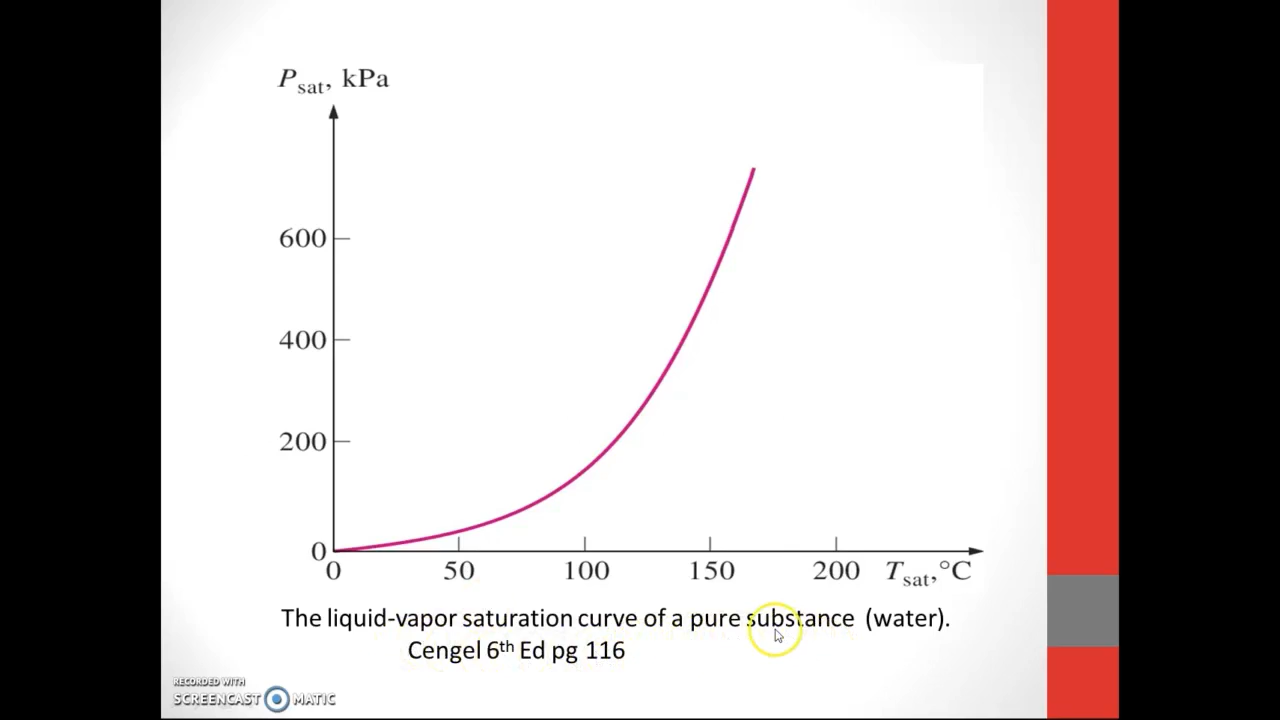 P_sat, kPa
600
400
200
0
0 50 100 150 200 T_sat, °C
The liquid-vapor saturation curve of a pure substance (water).
Cengel 6th Ed pg 116
RECORDED WITH
SCREENCAST MATIC